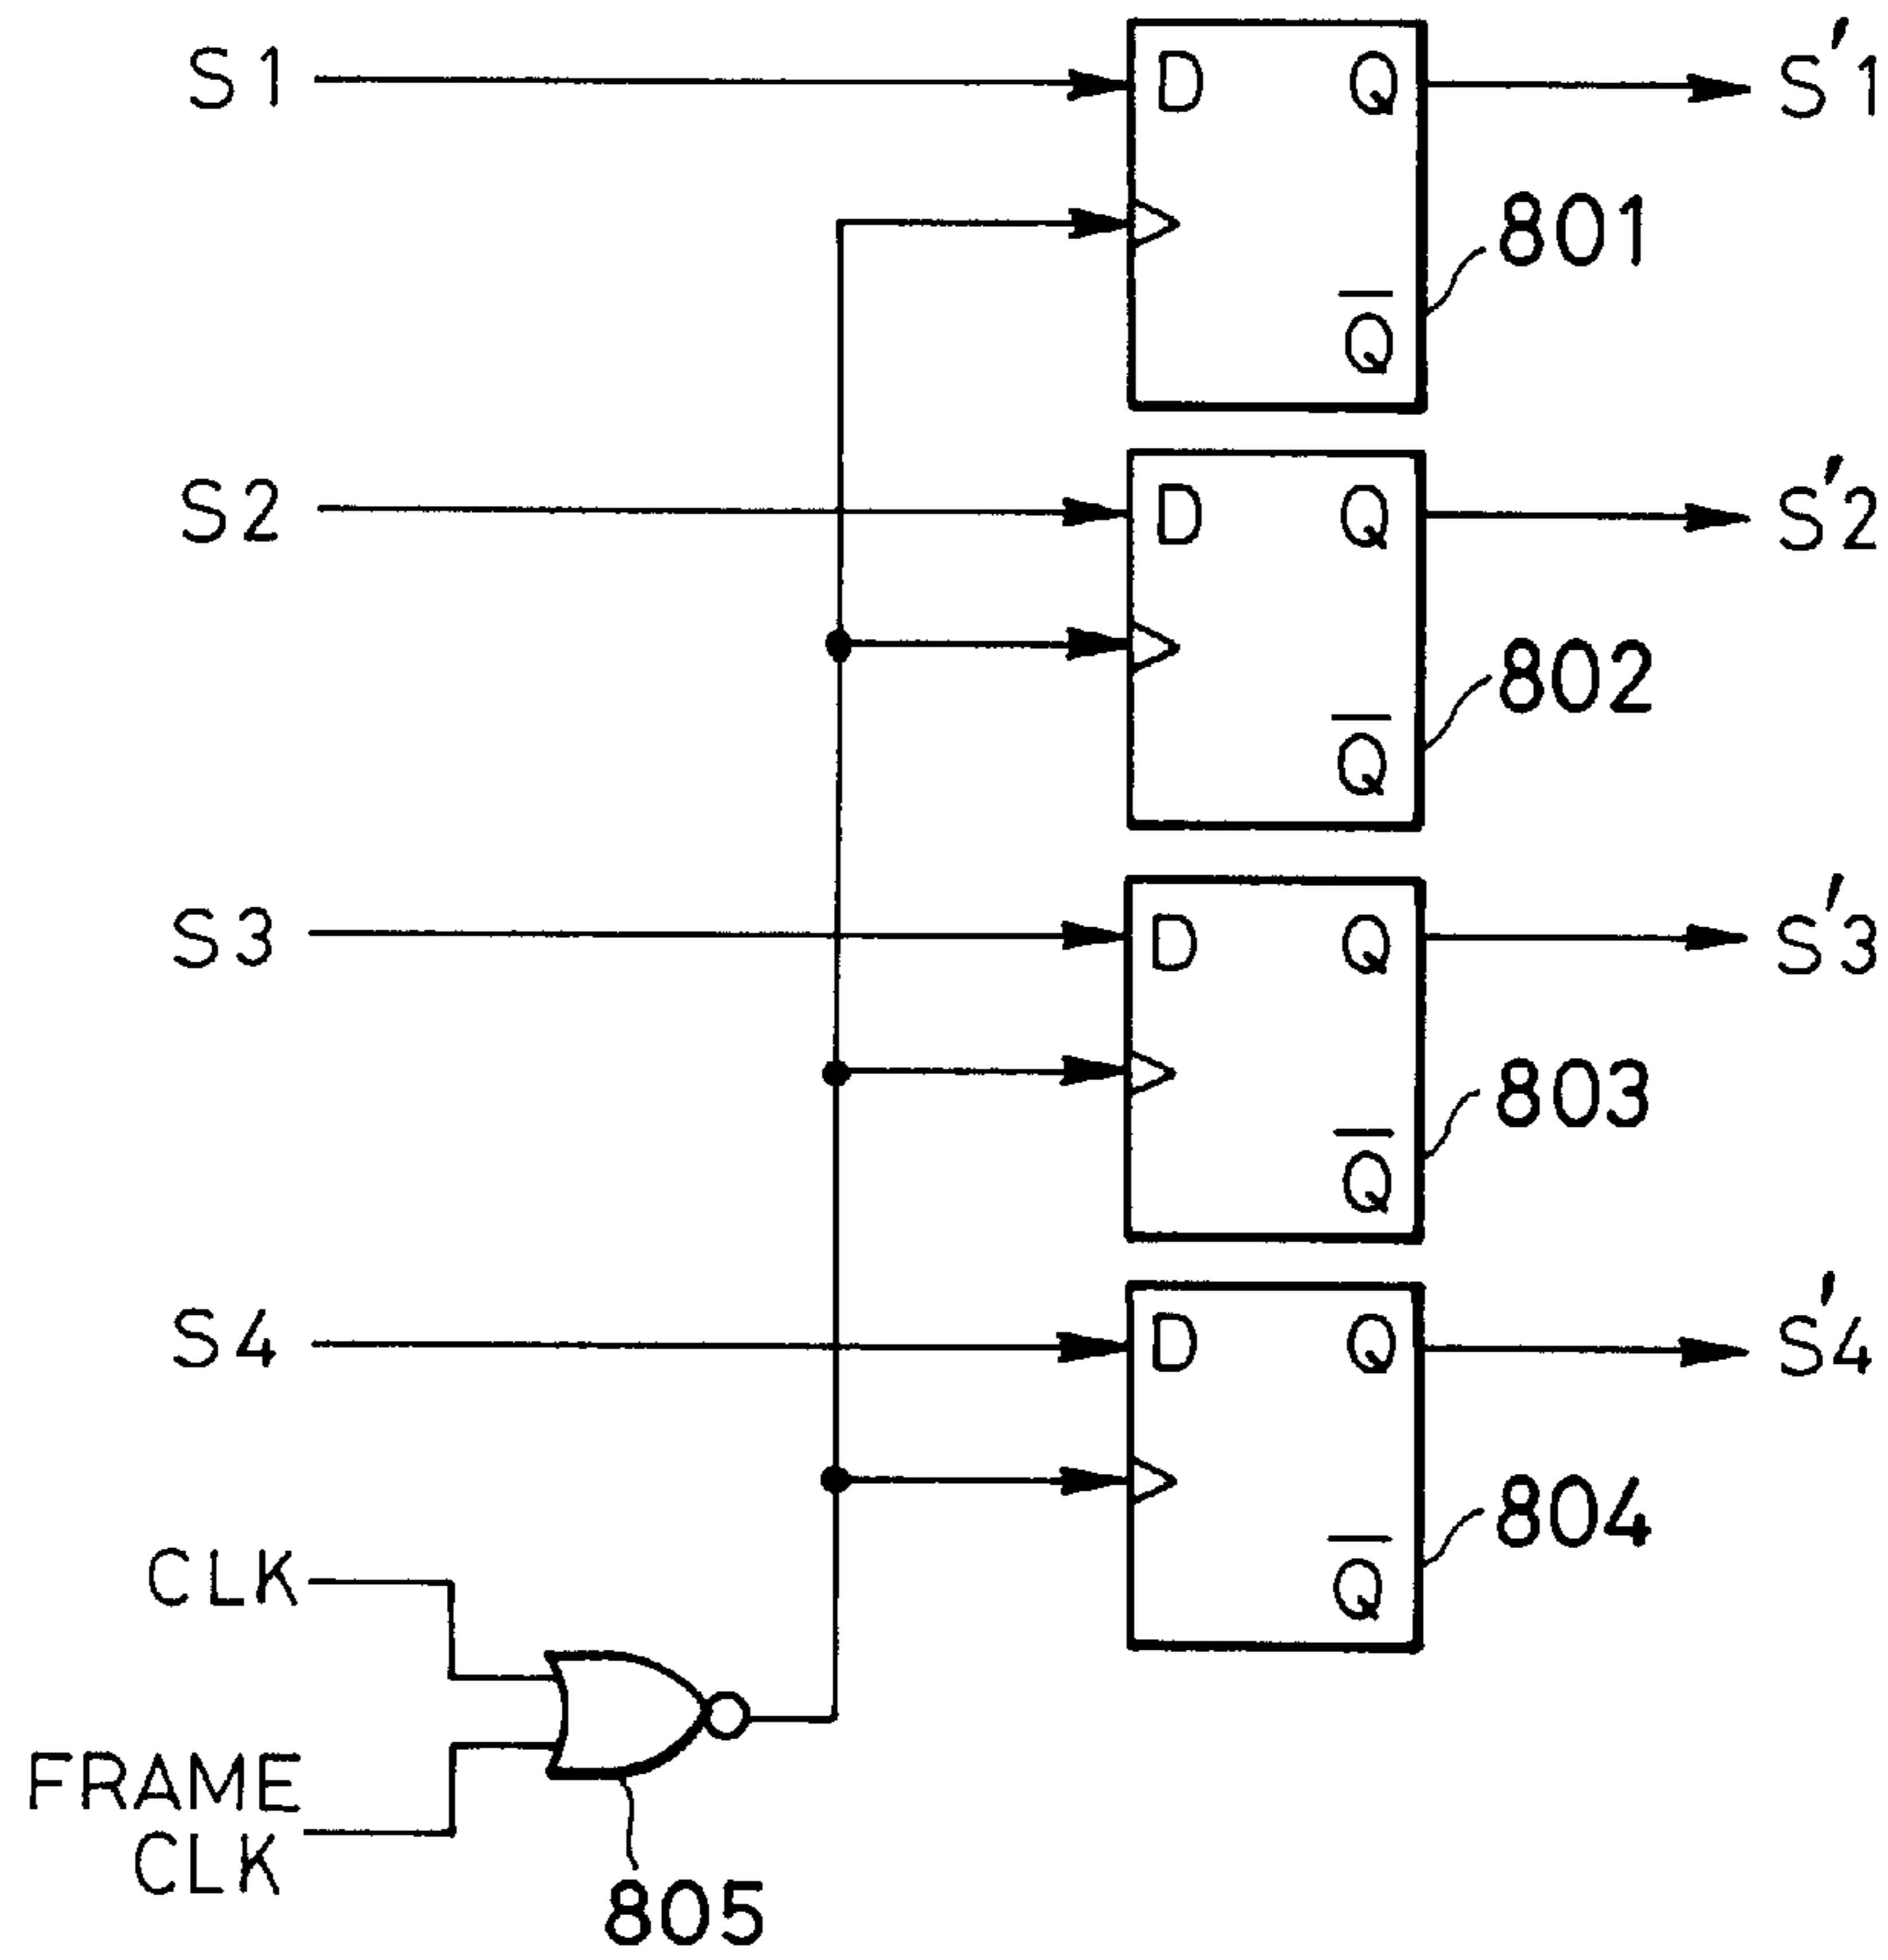 S1
D
Q
S'1
801
Q̅
S2
D
Q
S'2
802
Q̅
S3
D
Q
S'3
803
Q̅
S4
D
Q
S'4
804
Q̅
CLK
FRAME
CLK
805